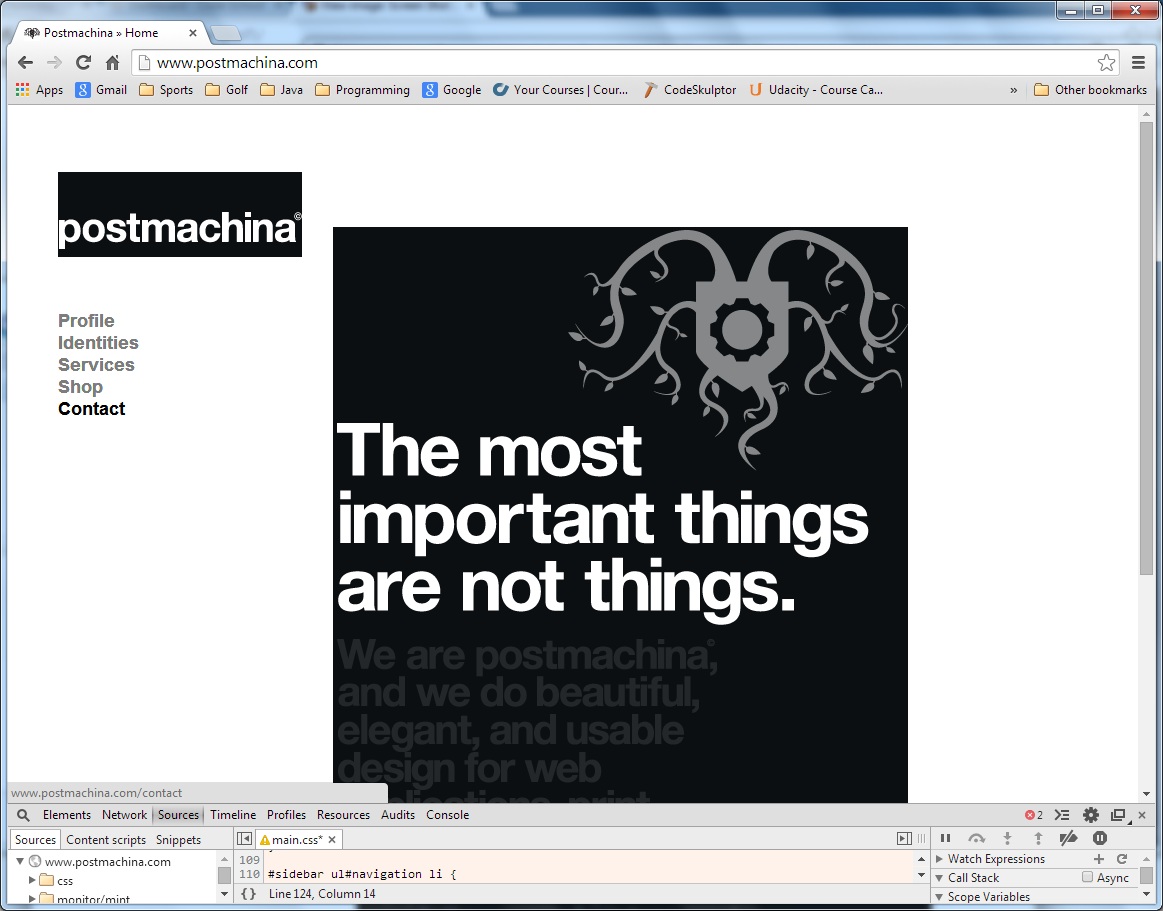 Postmachina » Home
www.postmachina.com
Apps Gmail Sports Golf Java Programming Google Your Courses | Cour... CodeSkulptor Udacity - Course Ca... » Other bookmarks
postmachina©
Profile
Identities
Services
Shop
Contact
The most
important things
are not things.
We are postmachina,
and we do beautiful,
elegant, and usable
design for web
www.postmachina.com/contact
Elements Network Sources Timeline Profiles Resources Audits Console 2
Sources Content scripts Snippets main.css*
www.postmachina.com
css
monitor/mint
109
110 #sidebar ul#navigation li {
{} Line 124, Column 14
Watch Expressions
Call Stack Async
Scope Variables